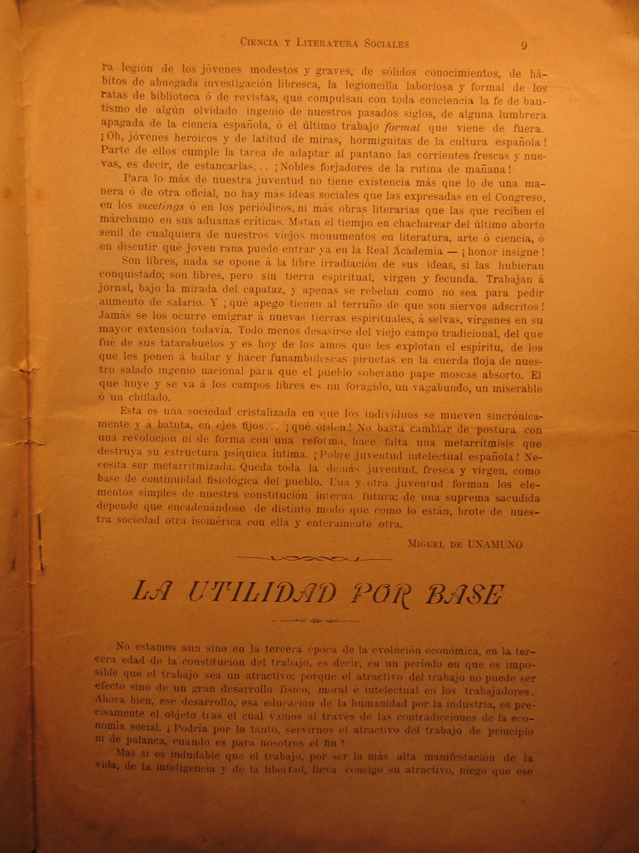 CIENCIA Y LITERATURA SOCIALES 9
ra legión de los jóvenes modestos y graves, de sólidos conocimientos, de há-
bitos de abnegada investigación libresca, la legioncilla laboriosa y formal de los
ratas de biblioteca ó de revistas, que compulsan con toda conciencia la fe de bau-
tismo de algún olvidado ingenio de nuestros pasados siglos, de alguna lumbrera
apagada de la ciencia española, ó el último trabajo formal que viene de fuera.
¡Oh, jóvenes heroicos y de latitud de miras, hormiguitas de la cultura española!
Parte de ellos cumple la tarea de adaptar al pantano las corrientes frescas y nue-
vas, es decir, de estancarlas... ¡Nobles forjadores de la rutina de mañana!
Para lo más de nuestra juventud no tiene existencia más que lo de una ma-
nera ó de otra oficial, no hay más ideas sociales que las expresadas en el Congreso,
en los meetings ó en los periódicos, ni más obras literarias que las que reciben el
márchamo en sus aduanas críticas. Matan el tiempo en chacharear del último aborto
senil de cualquiera de nuestros viejos monumentos en literatura, arte ó ciencia, ó
en discutir qué joven rana puede entrar ya en la Real Academia — ¡honor insigne!
Son libres, nada se opone á la libre irradiación de sus ideas, si las hubieran
conquistado; son libres, pero sin tierra espiritual, virgen y fecunda. Trabajan á
jornal, bajo la mirada del capataz, y apenas se rebelan como no sea para pedir
aumento de salario. Y ¡qué apego tienen al terruño de que son siervos adscritos!
Jamás se les ocurre emigrar á nuevas tierras espirituales, á selvas, vírgenes en su
mayor extensión todavía. Todo menos desasirse del viejo campo tradicional, del que
fué de sus tatarabuelos y es hoy de los amos que les explotan el espíritu, de los
que les ponen á bailar y hacer funambulescas piruetas en la cuerda floja de nues-
tro salado ingenio nacional para que el pueblo soberano pape moscas absorto. El
que huye y se va á los campos libres es un foragido, un vagabundo, un miserable
ó un chiflado.
Esta es una sociedad cristalizada en que los individuos se mueven sincrónica-
mente y á batuta, en ejes fijos... ¡qué orden! No basta cambiar de postura con
una revolución ni de forma con una reforma, hace falta una metarritmisis que
destruya su estructura psíquica íntima. ¡Pobre juventud intelectual española! Ne-
cesita ser metarritmizada. Queda toda la demás juventud, fresca y virgen, como
base de continuidad fisiológica del pueblo. Una y otra juventud forman los ele-
mentos simples de nuestra constitución interna futura; de una suprema sacudida
depende que encadenándose de distinto modo que como lo están, brote de nues-
tra sociedad otra isomérica con ella y enteramente otra.
MIGUEL DE UNAMUNO
LA UTILIDAD POR BASE
No estamos aun sino en la tercera época de la evolución económica, en la ter-
cera edad de la constitución del trabajo, es decir, en un período en que es impo-
sible que el trabajo sea un atractivo; porque el atractivo del trabajo no puede ser
efecto sino de un gran desarrollo físico, moral é intelectual en los trabajadores.
Ahora bien, ese desarrollo, esa educación de la humanidad por la industria, es pre-
cisamente el objeto tras el cual vamos al través de las contradicciones de la eco-
nomía social. ¿Podría por lo tanto, servirnos el atractivo del trabajo de principio
ni de palanca, cuando es para nosotros el fin?
Mas si es indudable que el trabajo, por ser la más alta manifestación de la
vida, de la inteligencia y de la libertad, lleva consigo su atractivo, niego que ese